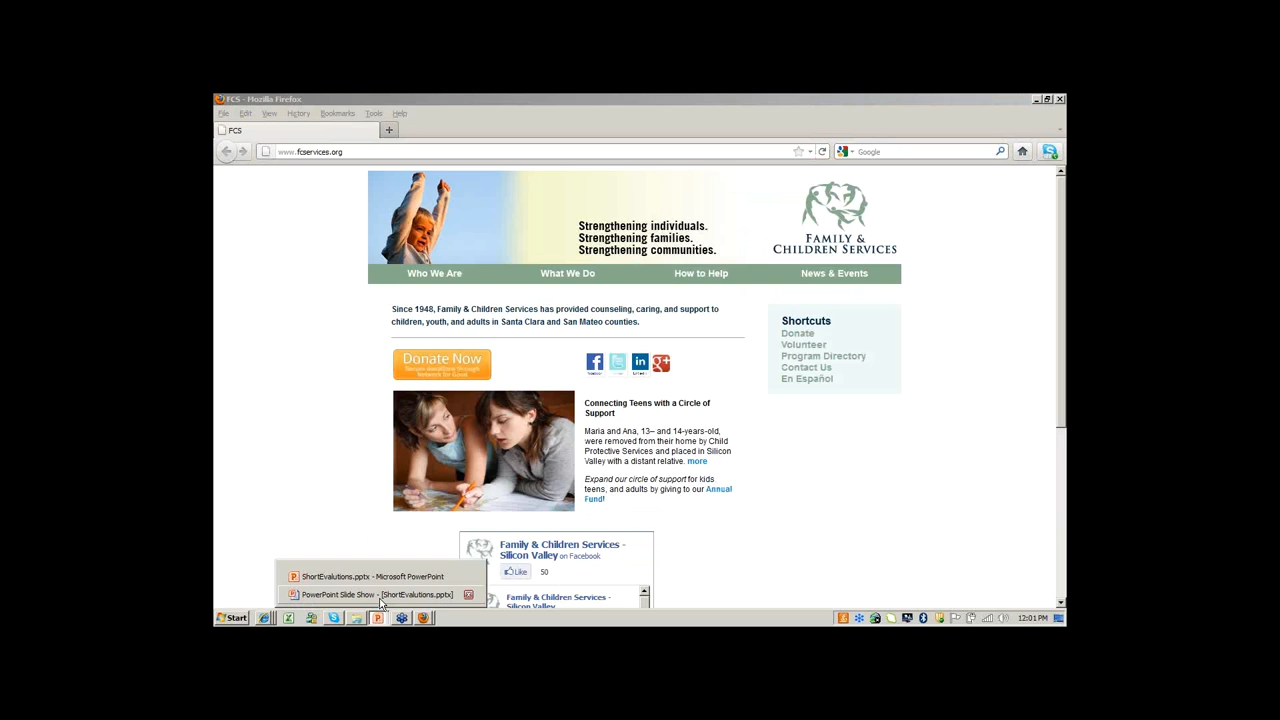 FCS - Mozilla Firefox
File Edit View History Bookmarks Tools Help
FCS
www.fcservices.org
Google
Strengthening individuals.
Strengthening families.
Strengthening communities.
FAMILY &
CHILDREN SERVICES
Who We Are What We Do How to Help News & Events
Since 1948, Family & Children Services has provided counseling, caring, and support to
children, youth, and adults in Santa Clara and San Mateo counties.
Shortcuts
Donate
Volunteer
Program Directory
Contact Us
En Español
Donate Now
Secure donations through
Network for Good
Connecting Teens with a Circle of
Support
Maria and Ana, 13– and 14-years-old,
were removed from their home by Child
Protective Services and placed in Silicon
Valley with a distant relative. more
Expand our circle of support for kids
teens, and adults by giving to our Annual
Fund!
Family & Children Services -
Silicon Valley on Facebook
Like 50
Family & Children Services -
Silicon Valley
ShortEvalutions.pptx - Microsoft PowerPoint
PowerPoint Slide Show - [ShortEvalutions.pptx]
Start
12:01 PM